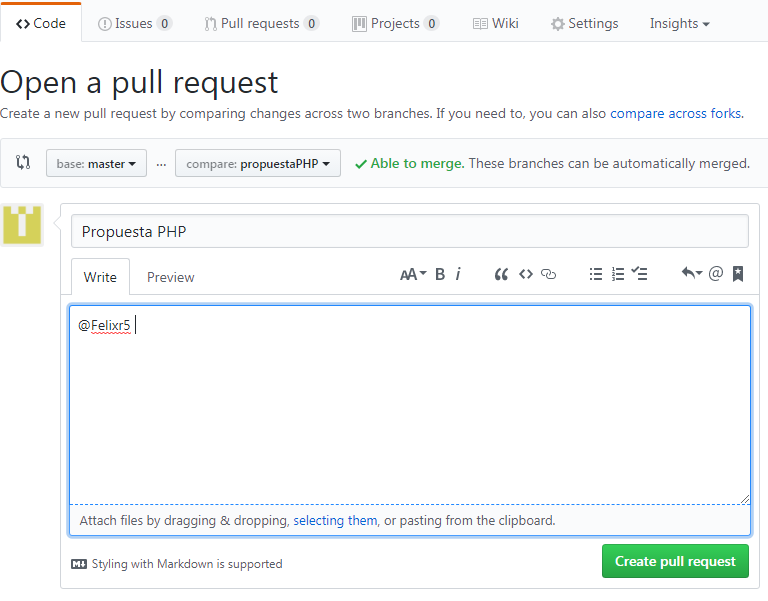 Code Issues 0 Pull requests 0 Projects 0 Wiki Settings Insights
Open a pull request
Create a new pull request by comparing changes across two branches. If you need to, you can also compare across forks.
base: master ... compare: propuestaPHP Able to merge. These branches can be automatically merged.
Propuesta PHP
Write Preview AA B i
@Felixr5
Attach files by dragging & dropping, selecting them, or pasting from the clipboard.
Styling with Markdown is supported
Create pull request